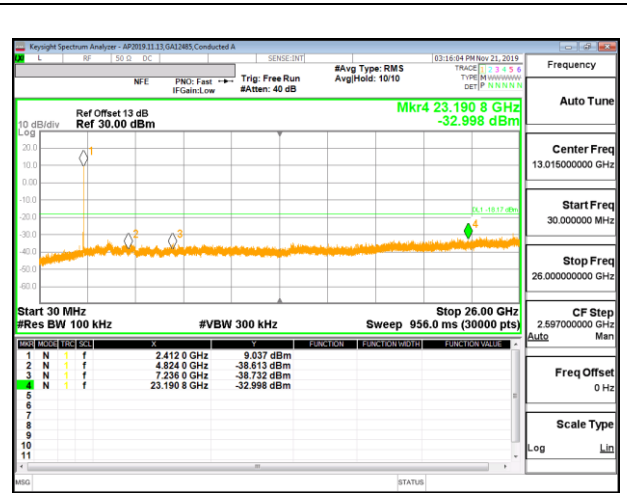 Keysight Spectrum Analyzer - AP2019.11.13,GA12485,Conducted A
L RF 50 Ω DC SENSE:INT 03:16:04 PM Nov 21, 2019
NFE PNO: Fast Trig: Free Run #Avg Type: RMS TRACE 1 2 3 4 5 6
IFGain:Low #Atten: 40 dB Avg|Hold: 10/10 TYPE M WWWWW
DET P N N N N N
Mkr4 23.190 8 GHz
-32.998 dBm
Ref Offset 13 dB
10 dB/div Ref 30.00 dBm
Log
20.0
10.0
0.00
-10.0
-20.0
-30.0
-40.0
-50.0
-60.0
1
2
3
4
DL1 -18.17 dBm
Start 30 MHz Stop 26.00 GHz
#Res BW 100 kHz #VBW 300 kHz Sweep 956.0 ms (30000 pts)
MKR MODE TRC SCL X Y FUNCTION FUNCTION WIDTH FUNCTION VALUE
1 N 1 f 2.412 0 GHz 9.037 dBm
2 N 1 f 4.824 0 GHz -38.613 dBm
3 N 1 f 7.236 0 GHz -38.732 dBm
4 N 1 f 23.190 8 GHz -32.998 dBm
5
6
7
8
9
10
11
MSG STATUS
Frequency
Auto Tune
Center Freq
13.015000000 GHz
Start Freq
30.000000 MHz
Stop Freq
26.000000000 GHz
CF Step
2.597000000 GHz
Auto Man
Freq Offset
0 Hz
Scale Type
Log Lin